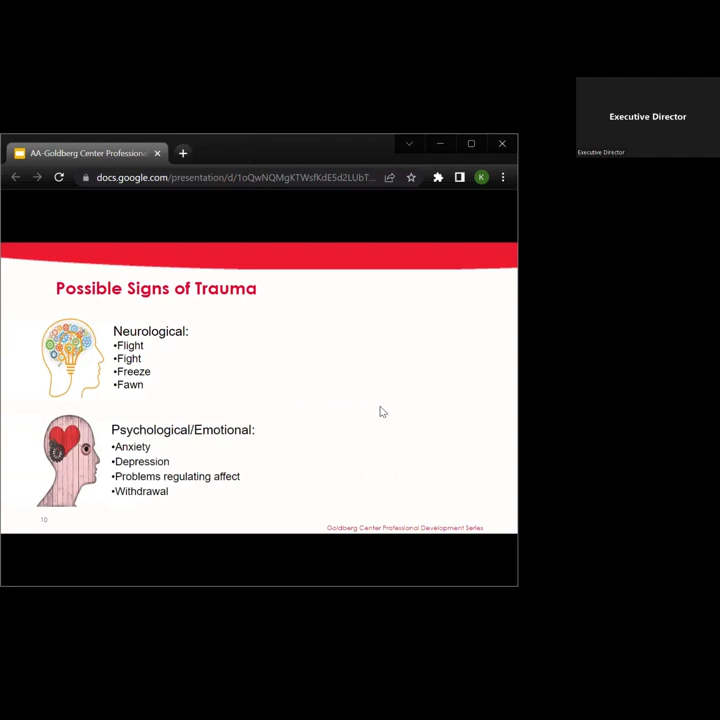 Executive Director
Executive Director
AA-Goldberg Center Professiona
docs.google.com/presentation/d/1oQwNQMgKTWsfKdE5d2LUbT...
K
Possible Signs of Trauma
Neurological:
•Flight
•Fight
•Freeze
•Fawn
Psychological/Emotional:
•Anxiety
•Depression
•Problems regulating affect
•Withdrawal
10
Goldberg Center Professional Development Series